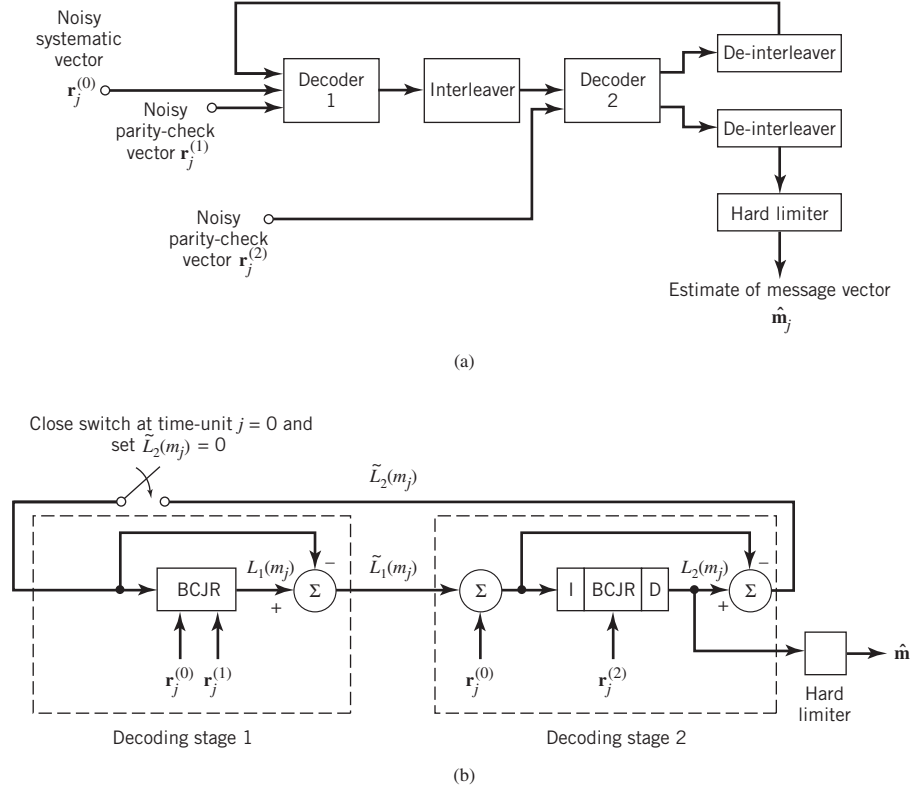 Noisy
systematic
vector
r_j^(0)
Noisy
parity-check
vector r_j^(1)
Decoder
1
Interleaver
Decoder
2
De-interleaver
De-interleaver
Hard limiter
Noisy
parity-check
vector r_j^(2)
Estimate of message vector
m̂_j
(a)
Close switch at time-unit j = 0 and
set L̃_2(m_j) = 0
L̃_2(m_j)
BCJR
L_1(m_j)
+
−
Σ
L̃_1(m_j)
Σ
I
BCJR
D
L_2(m_j)
+
−
Σ
r_j^(0) r_j^(1)
r_j^(0)
r_j^(2)
m̂
Hard
limiter
Decoding stage 1
Decoding stage 2
(b)